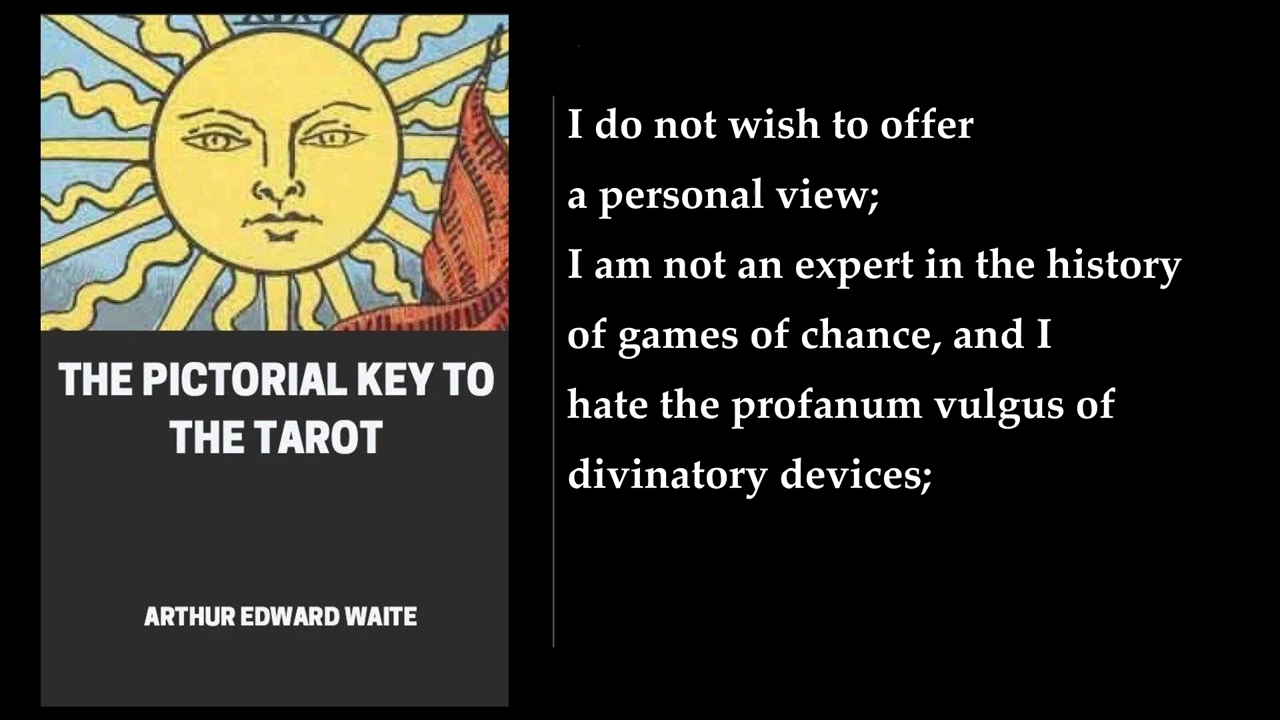 THE PICTORIAL KEY TO
THE TAROT
ARTHUR EDWARD WAITE
I do not wish to offer
a personal view;
I am not an expert in the history
of games of chance, and I
hate the profanum vulgus of
divinatory devices;